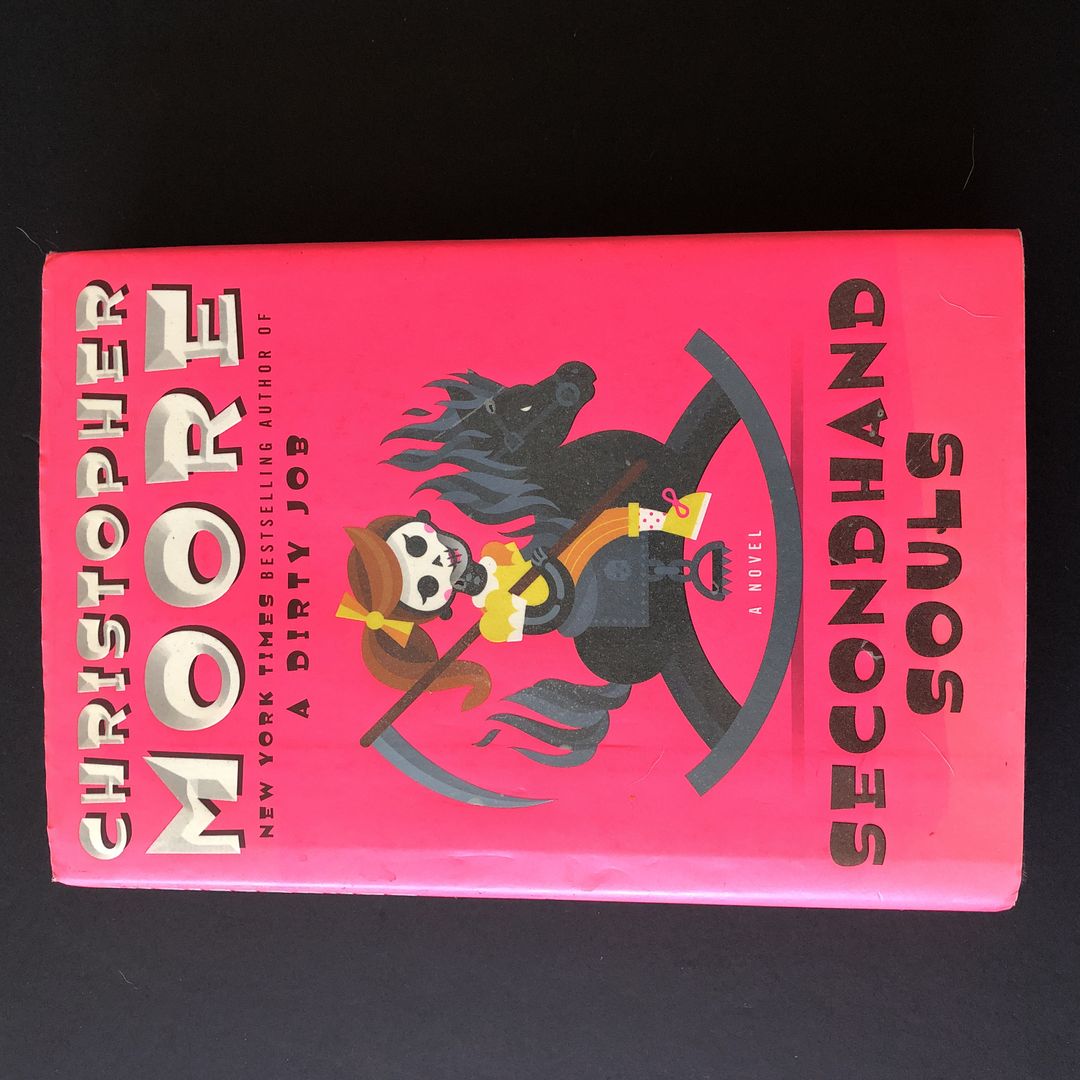 CHRISTOPHER
MOORE
NEW YORK TIMES BESTSELLING AUTHOR OF
A DIRTY JOB
A NOVEL
SECONDHAND
SOULS